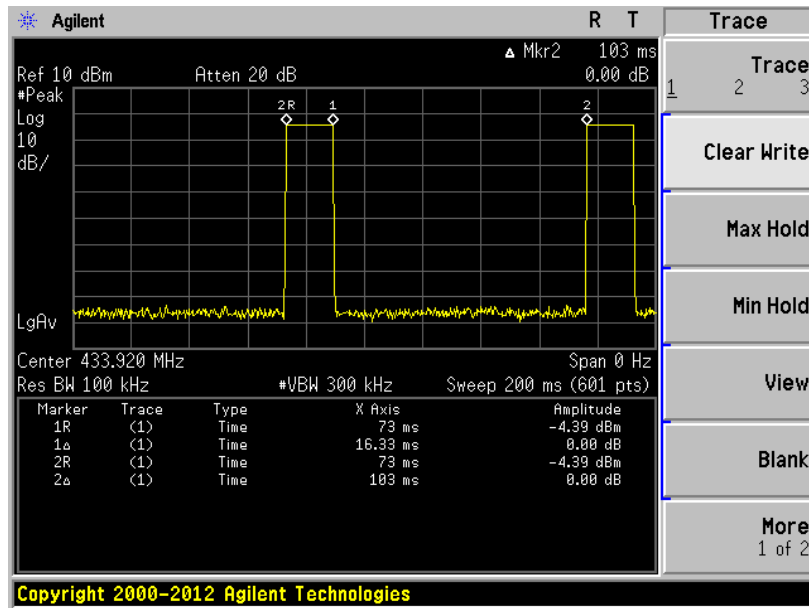 Agilent R T Trace
Δ Mkr2 103 ms
Ref 10 dBm Atten 20 dB 0.00 dB
#Peak
Log
10
dB/
2R 1 2
LgAv
Center 433.920 MHz Span 0 Hz
Res BW 100 kHz #VBW 300 kHz Sweep 200 ms (601 pts)
Marker Trace Type X Axis Amplitude
1R (1) Time 73 ms -4.39 dBm
1Δ (1) Time 16.33 ms 0.00 dB
2R (1) Time 73 ms -4.39 dBm
2Δ (1) Time 103 ms 0.00 dB
Trace
1 2 3
Clear Write
Max Hold
Min Hold
View
Blank
More
1 of 2
Copyright 2000-2012 Agilent Technologies